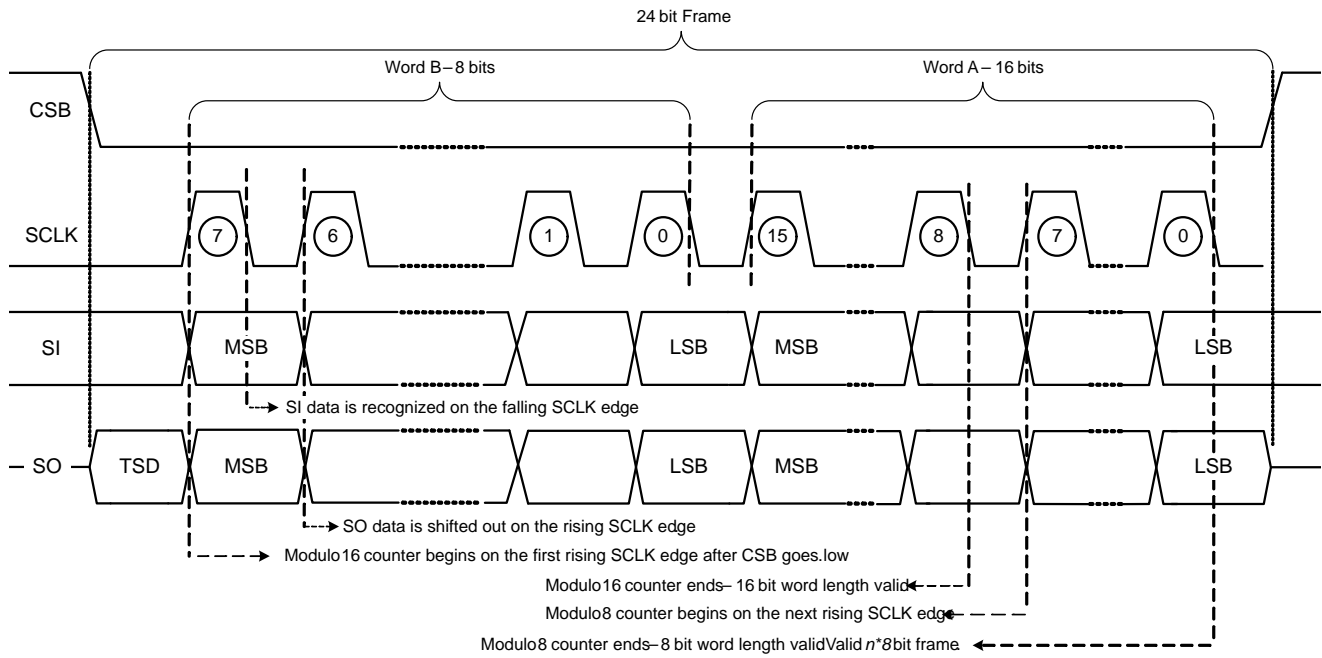 24 bit Frame
Word B – 8 bits
Word A – 16 bits
CSB
SCLK
7
6
1
0
15
8
7
0
SI
MSB
LSB
MSB
LSB
SI data is recognized on the falling SCLK edge
SO
TSD
MSB
LSB
MSB
LSB
SO data is shifted out on the rising SCLK edge
Modulo16 counter begins on the first rising SCLK edge after CSB goes.low
Modulo16 counter ends– 16 bit word length valid
Modulo8 counter begins on the next rising SCLK edge
Modulo8 counter ends–8 bit word length validValid n*8 bit frame.